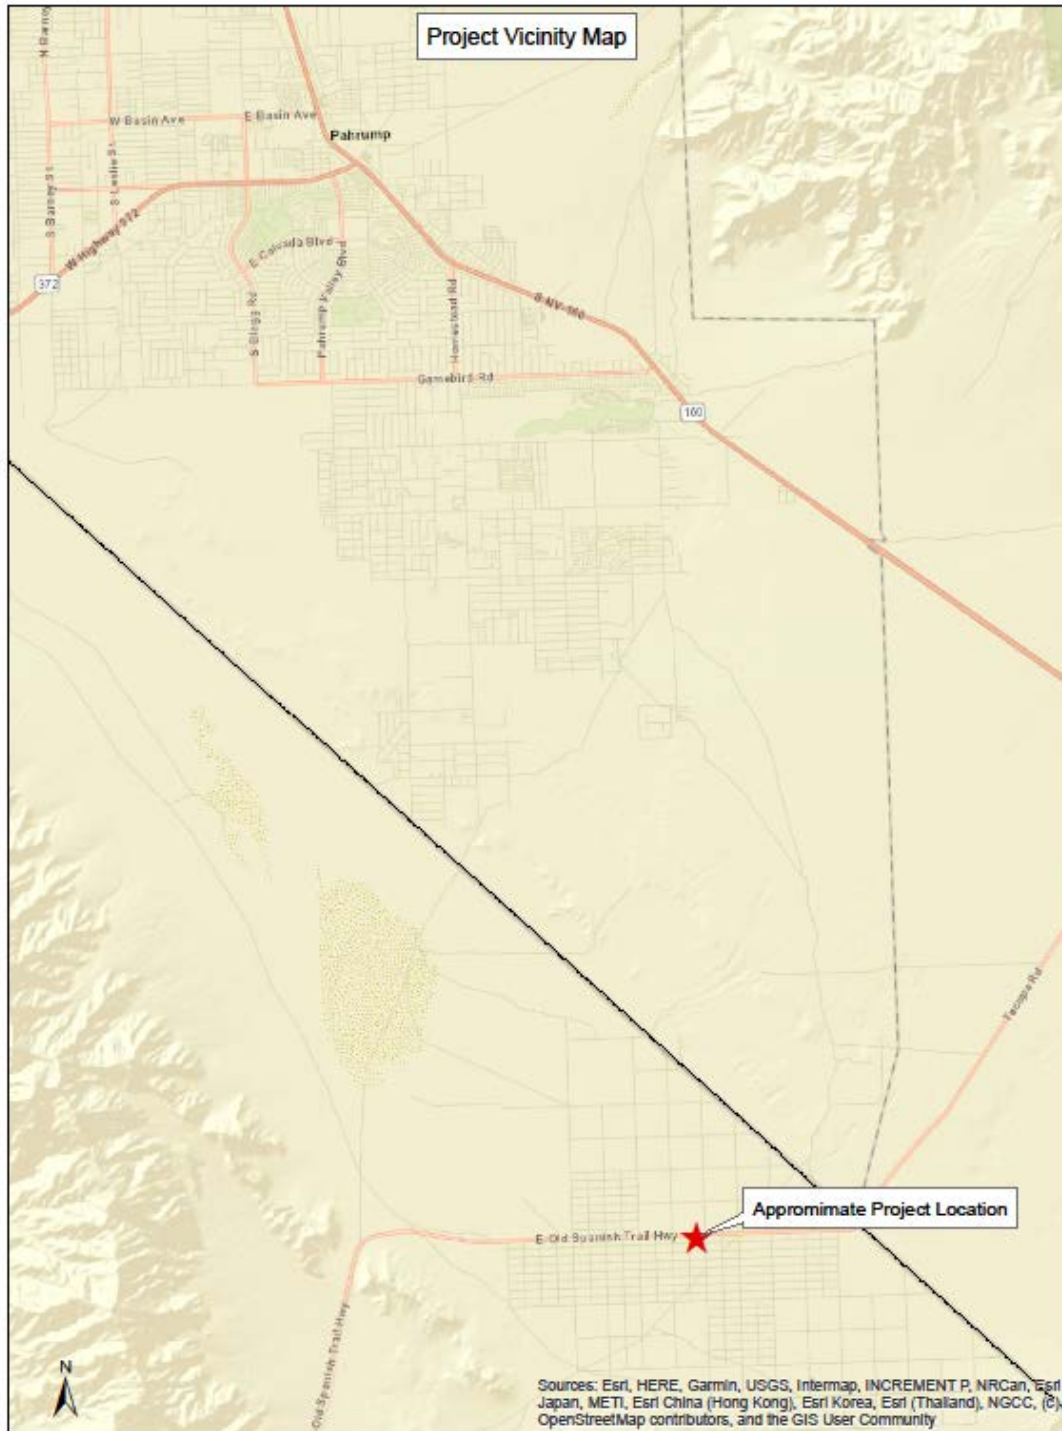 Project Vicinity Map
N Barney
W Basin Ave
E Basin Ave
Pahrump
S Leslie St
S Barney St
W Highway 372
372
E Calvada Blvd
Pahrump Valley Blvd
S Blagg Rd
Homestead Rd
S NV-160
Gamebird Rd
160
Tecopa Rd
Appromimate Project Location
E Old Spanish Trail Hwy
Old Spanish Trail Hwy
N
Sources: Esri, HERE, Garmin, USGS, Intermap, INCREMENT P, NRCan, Esri
Japan, METI, Esri China (Hong Kong), Esri Korea, Esri (Thailand), NGCC, (c)
OpenStreetMap contributors, and the GIS User Community